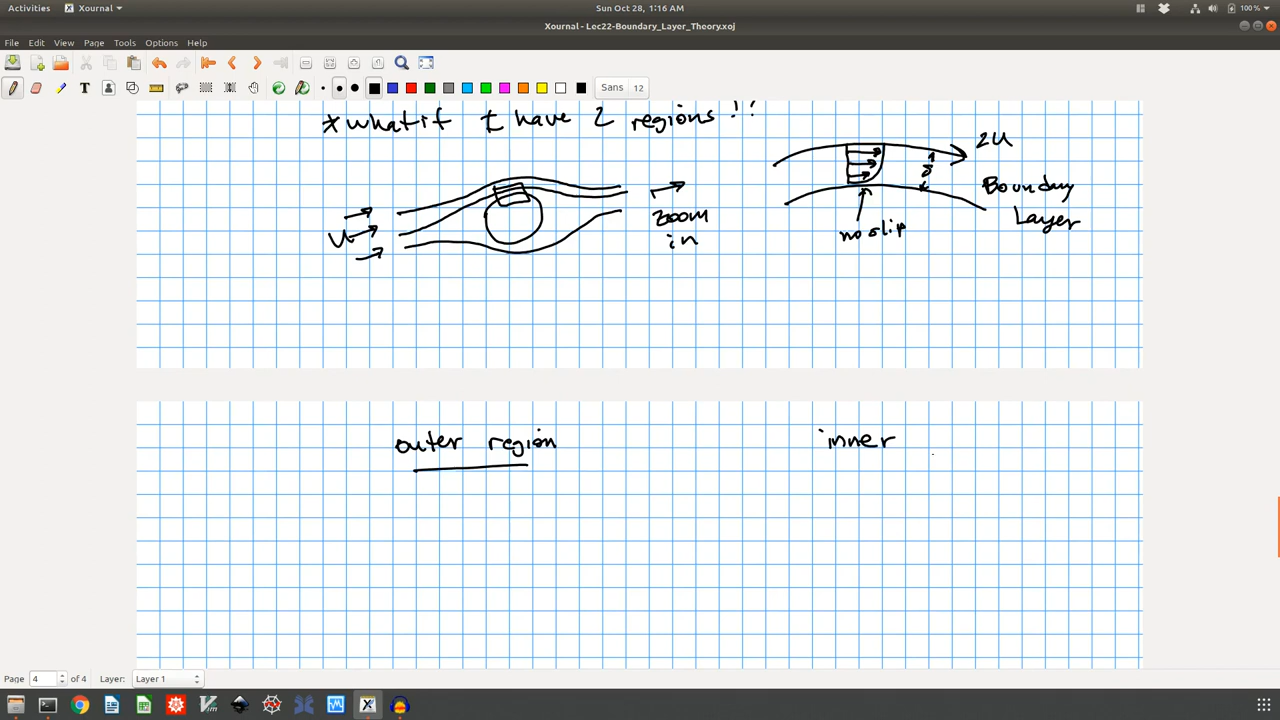 Activities
Xournal
Sun Oct 28, 1:16 AM
100 %
Xournal - Lec22-Boundary_Layer_Theory.xoj
File Edit View Page Tools Options Help
Sans 12
* what if I have 2 regions !!
U
zoom
in
no slip
2U
δ
Boundary
Layer
outer region
inner
Page 4 of 4 Layer: Layer 1